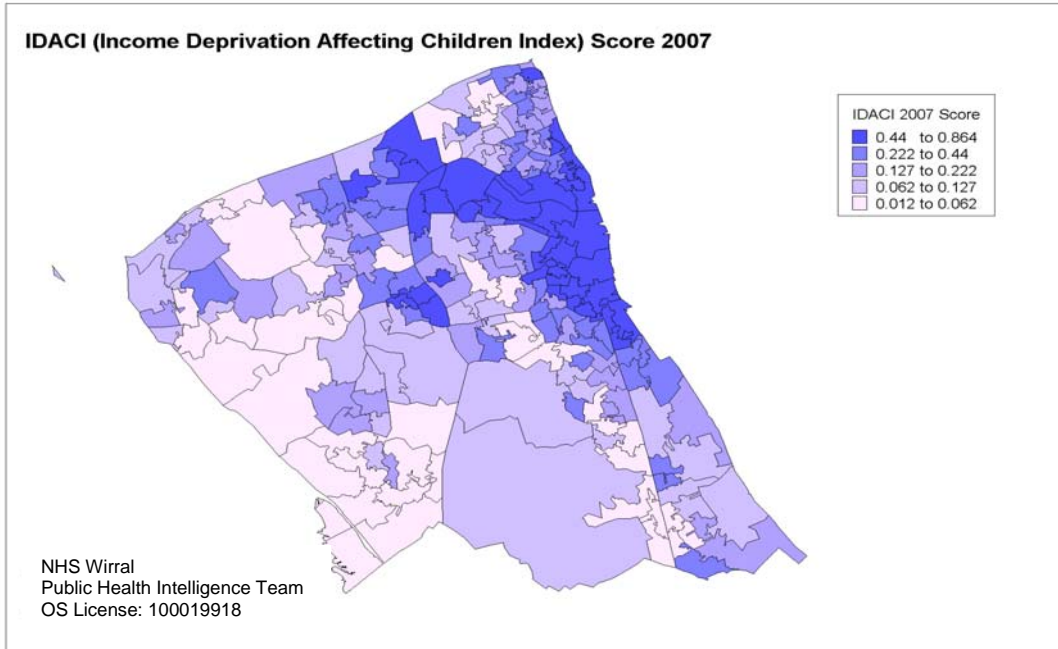 IDACI (Income Deprivation Affecting Children Index) Score 2007
IDACI 2007 Score
0.44 to 0.864
0.222 to 0.44
0.127 to 0.222
0.062 to 0.127
0.012 to 0.062
NHS Wirral
Public Health Intelligence Team
OS License: 100019918